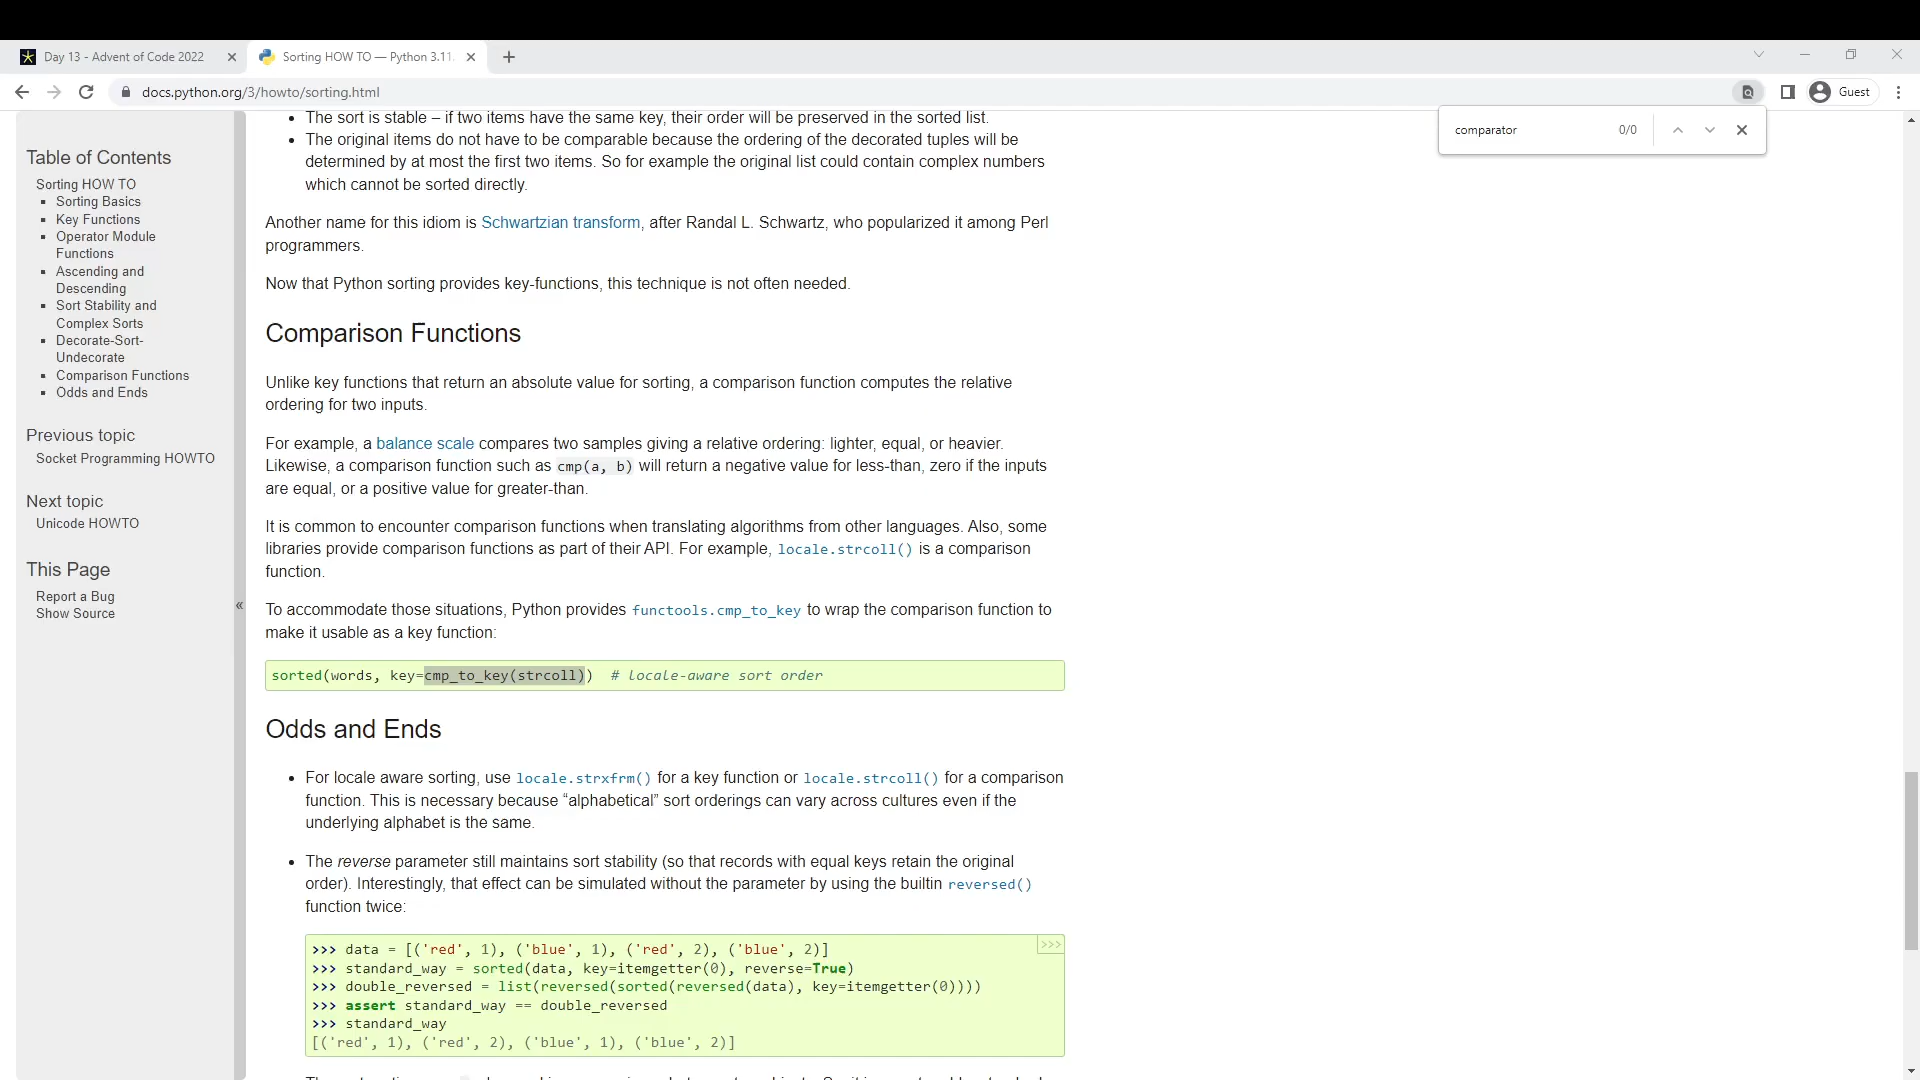 Day 13 - Advent of Code 2022
Sorting HOW TO — Python 3.11.
docs.python.org/3/howto/sorting.html
Guest
comparator
0/0
Table of Contents
Sorting HOW TO
Sorting Basics
Key Functions
Operator Module
Functions
Ascending and
Descending
Sort Stability and
Complex Sorts
Decorate-Sort-
Undecorate
Comparison Functions
Odds and Ends
Previous topic
Socket Programming HOWTO
Next topic
Unicode HOWTO
This Page
Report a Bug
Show Source
«
• The sort is stable – if two items have the same key, their order will be preserved in the sorted list.
• The original items do not have to be comparable because the ordering of the decorated tuples will be
determined by at most the first two items. So for example the original list could contain complex numbers
which cannot be sorted directly.
Another name for this idiom is Schwartzian transform, after Randal L. Schwartz, who popularized it among Perl
programmers.
Now that Python sorting provides key-functions, this technique is not often needed.
Comparison Functions
Unlike key functions that return an absolute value for sorting, a comparison function computes the relative
ordering for two inputs.
For example, a balance scale compares two samples giving a relative ordering: lighter, equal, or heavier.
Likewise, a comparison function such as cmp(a, b) will return a negative value for less-than, zero if the inputs
are equal, or a positive value for greater-than.
It is common to encounter comparison functions when translating algorithms from other languages. Also, some
libraries provide comparison functions as part of their API. For example, locale.strcoll() is a comparison
function.
To accommodate those situations, Python provides functools.cmp_to_key to wrap the comparison function to
make it usable as a key function:
sorted(words, key=cmp_to_key(strcoll))  # locale-aware sort order
Odds and Ends
• For locale aware sorting, use locale.strxfrm() for a key function or locale.strcoll() for a comparison
function. This is necessary because “alphabetical” sort orderings can vary across cultures even if the
underlying alphabet is the same.
• The reverse parameter still maintains sort stability (so that records with equal keys retain the original
order). Interestingly, that effect can be simulated without the parameter by using the builtin reversed()
function twice:
>>>
>>> data = [('red', 1), ('blue', 1), ('red', 2), ('blue', 2)]
>>> standard_way = sorted(data, key=itemgetter(0), reverse=True)
>>> double_reversed = list(reversed(sorted(reversed(data), key=itemgetter(0))))
>>> assert standard_way == double_reversed
>>> standard_way
[('red', 1), ('red', 2), ('blue', 1), ('blue', 2)]